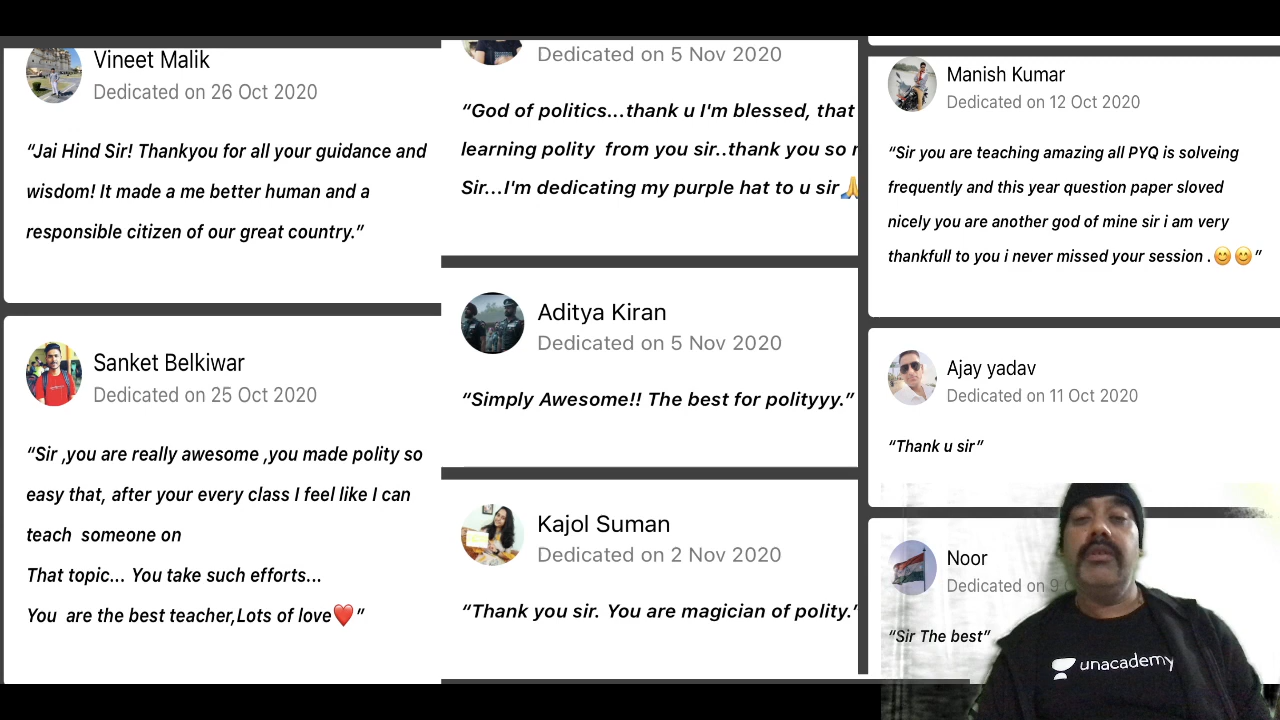 Vineet Malik
Dedicated on 26 Oct 2020
“Jai Hind Sir! Thankyou for all your guidance and
wisdom! It made a me better human and a
responsible citizen of our great country.”
Sanket Belkiwar
Dedicated on 25 Oct 2020
“Sir ,you are really awesome ,you made polity so
easy that, after your every class I feel like I can
teach  someone on
That topic... You take such efforts...
You  are the best teacher,Lots of love❤️”
Dedicated on 5 Nov 2020
“God of politics...thank u I'm blessed, that
learning polity  from you sir..thank you so
Sir...I'm dedicating my purple hat to u sir🙏
Aditya Kiran
Dedicated on 5 Nov 2020
“Simply Awesome!! The best for polityyy.”
Kajol Suman
Dedicated on 2 Nov 2020
“Thank you sir. You are magician of polity.”
Manish Kumar
Dedicated on 12 Oct 2020
“Sir you are teaching amazing all PYQ is solveing
frequently and this year question paper sloved
nicely you are another god of mine sir i am very
thankfull to you i never missed your session .😊😊”
Ajay yadav
Dedicated on 11 Oct 2020
“Thank u sir”
Noor
Dedicated on 9
“Sir The best”
unacademy